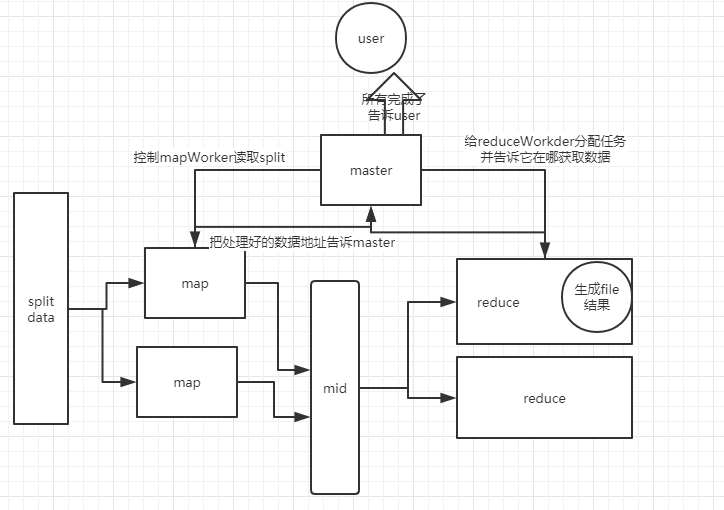 user
所有完成了
告诉user
给reduceWorkder分配任务
并告诉它在哪获取数据
控制mapWorker读取split
master
把处理好的数据地址告诉master
split
data
map
map
mid
reduce
生成file
结果
reduce